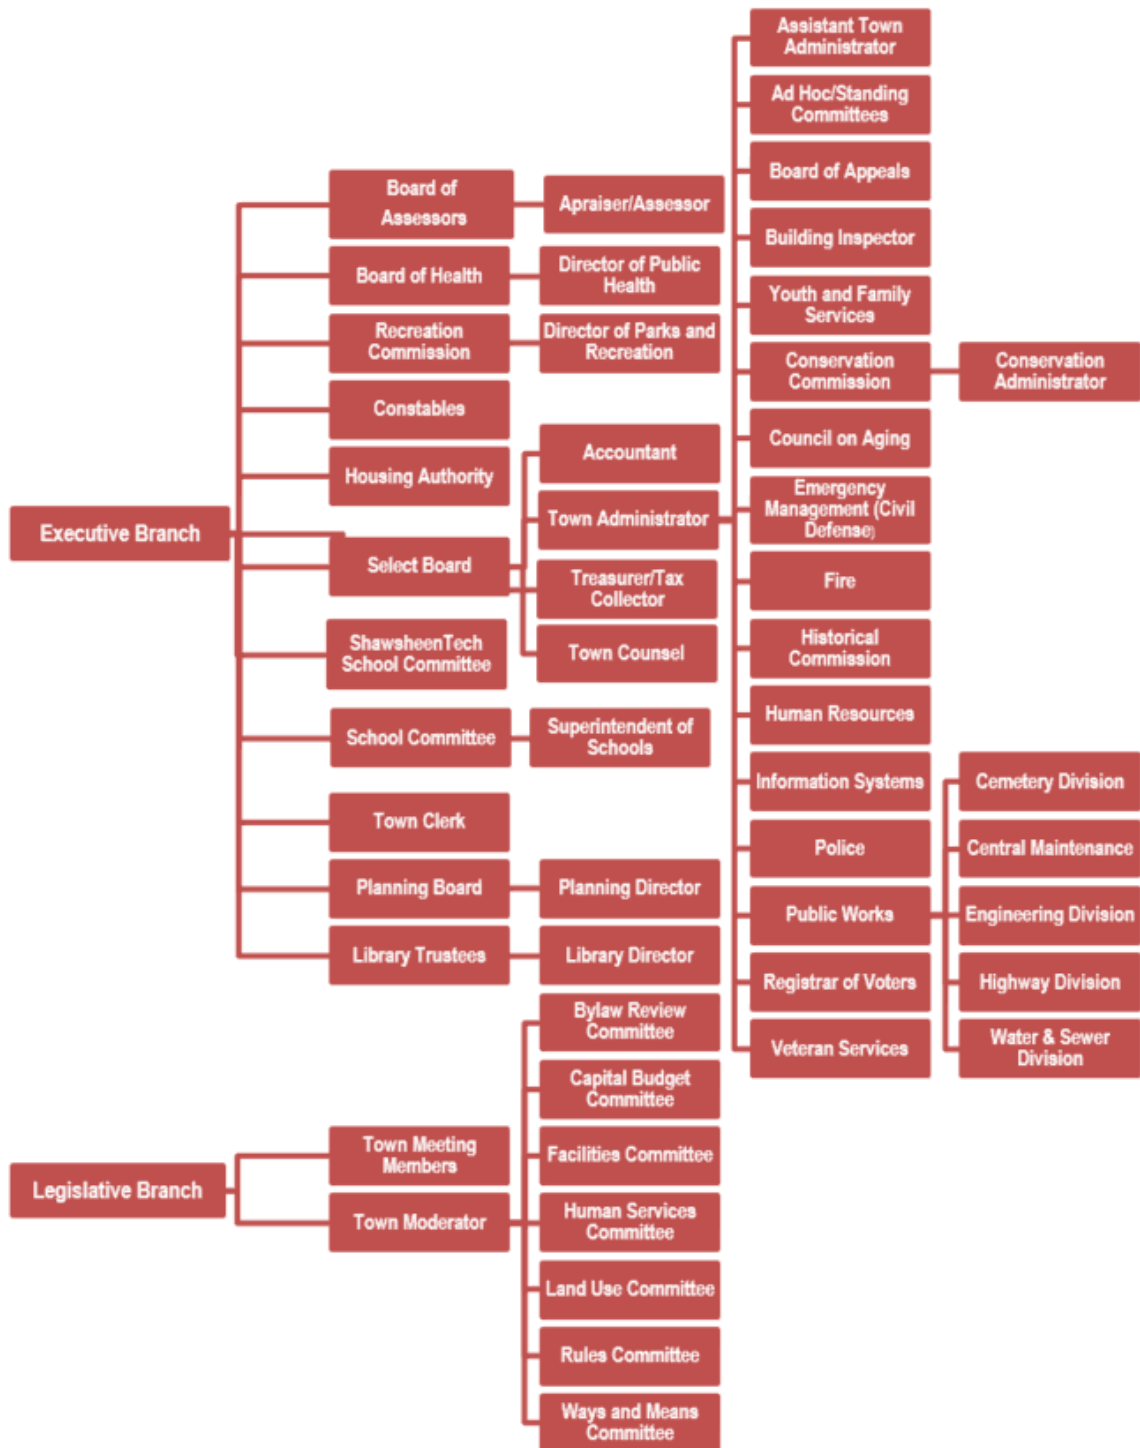 Executive Branch
Board of
Assessors
Apraiser/Assessor
Board of Health
Director of Public
Health
Recreation
Commission
Director of Parks and
Recreation
Constables
Housing Authority
Select Board
Accountant
Town Administrator
Treasurer/Tax
Collector
Town Counsel
Assistant Town
Administrator
Ad Hoc/Standing
Committees
Board of Appeals
Building Inspector
Youth and Family
Services
Conservation
Commission
Conservation
Administrator
Council on Aging
Emergency
Management (Civil
Defense)
Fire
Historical
Commission
Human Resources
Information Systems
Police
Public Works
Cemetery Division
Central Maintenance
Engineering Division
Highway Division
Water & Sewer
Division
Registrar of Voters
Veteran Services
ShawsheenTech
School Committee
School Committee
Superintendent of
Schools
Town Clerk
Planning Board
Planning Director
Library Trustees
Library Director
Legislative Branch
Town Meeting
Members
Town Moderator
Bylaw Review
Committee
Capital Budget
Committee
Facilities Committee
Human Services
Committee
Land Use Committee
Rules Committee
Ways and Means
Committee